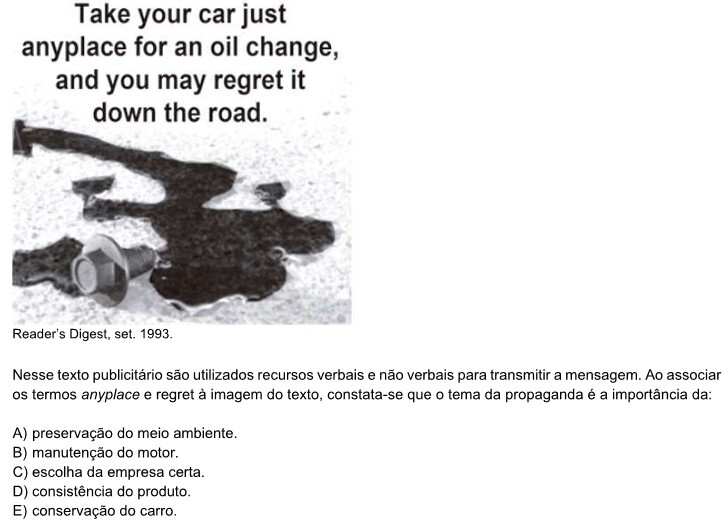 Take your car just
anyplace for an oil change,
and you may regret it
down the road.
Reader's Digest, set. 1993.
Nesse texto publicitário são utilizados recursos verbais e não verbais para transmitir a mensagem. Ao associar
os termos anyplace e regret à imagem do texto, constata-se que o tema da propaganda é a importância da:
A) preservação do meio ambiente.
B) manutenção do motor.
C) escolha da empresa certa.
D) consistência do produto.
E) conservação do carro.